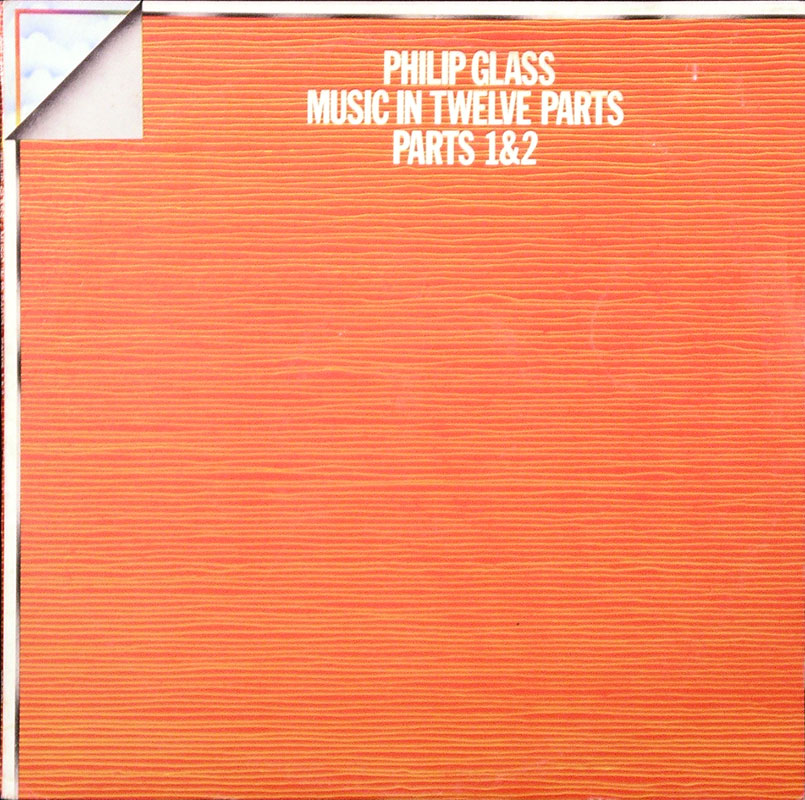 PHILIP GLASS
MUSIC IN TWELVE PARTS
PARTS 1&2